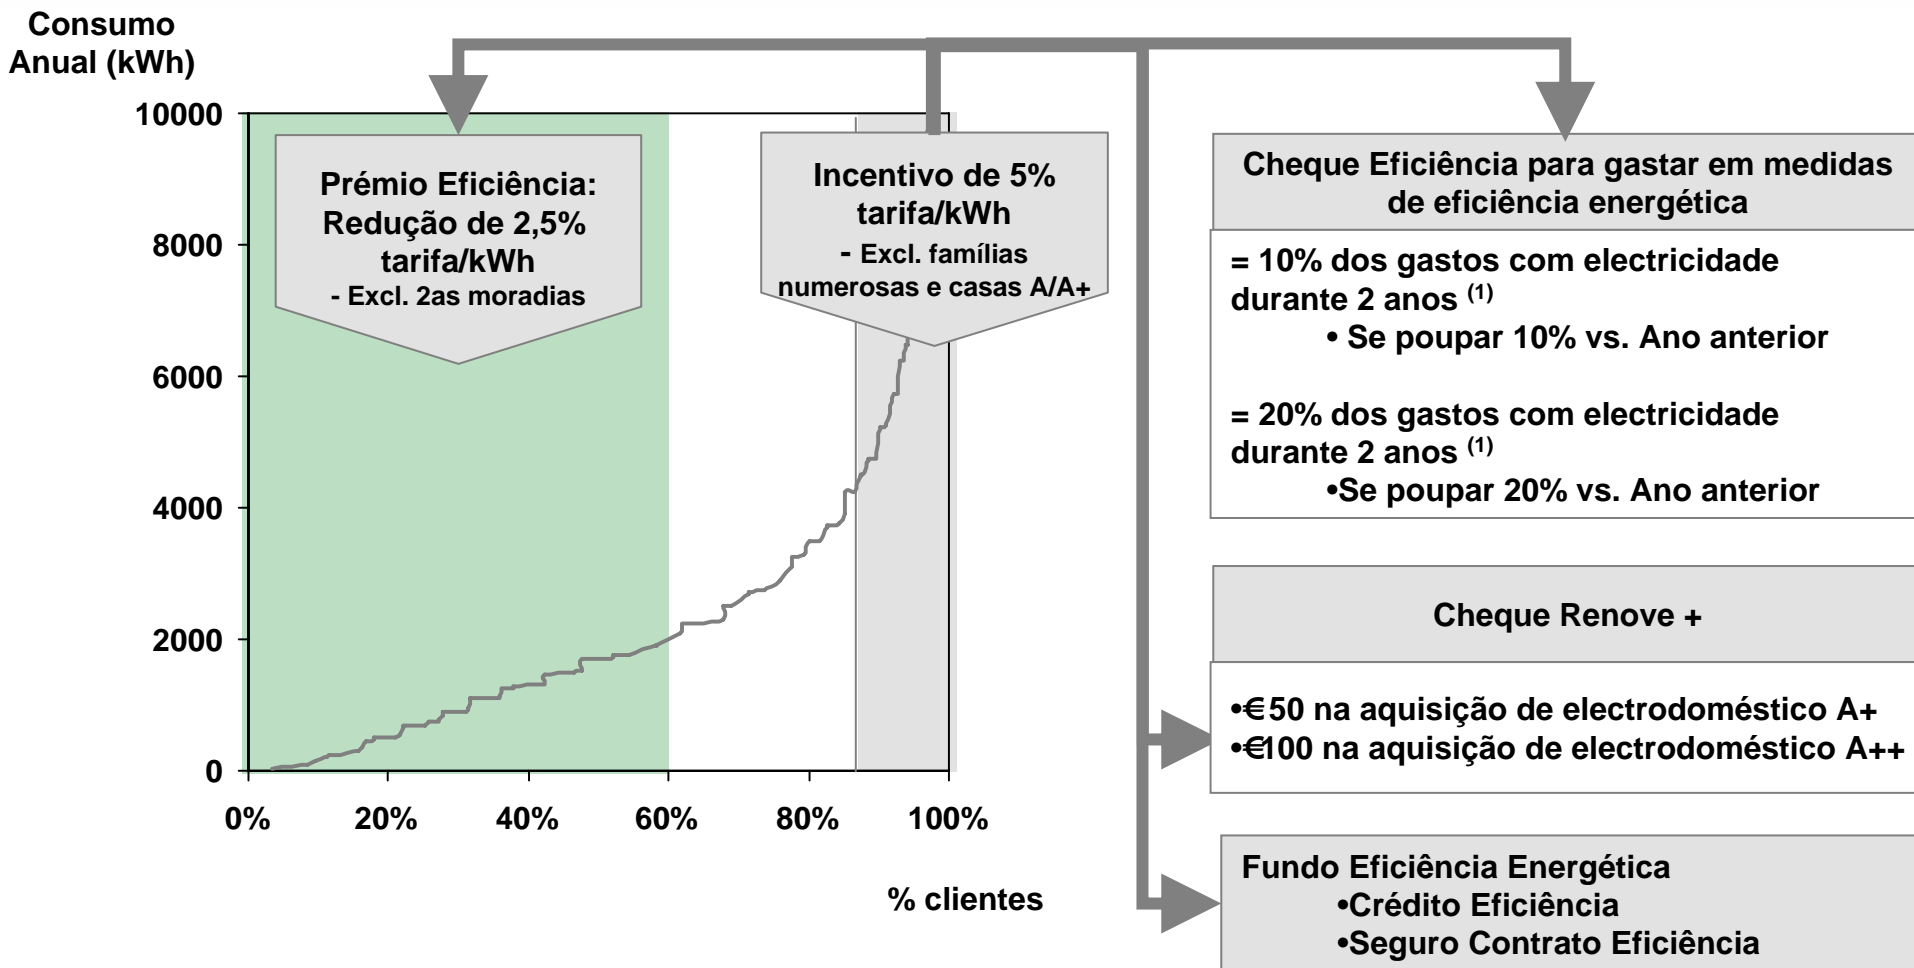 Consumo
Anual (kWh)
10000
8000
6000
4000
2000
0
0%
20%
40%
60%
80%
100%
% clientes
Prémio Eficiência:
Redução de 2,5%
tarifa/kWh
- Excl. 2as moradias
Incentivo de 5%
tarifa/kWh
- Excl. famílias
numerosas e casas A/A+
Cheque Eficiência para gastar em medidas
de eficiência energética
= 10% dos gastos com electricidade
durante 2 anos (1)
• Se poupar 10% vs. Ano anterior
= 20% dos gastos com electricidade
durante 2 anos (1)
•Se poupar 20% vs. Ano anterior
Cheque Renove +
•€50 na aquisição de electrodoméstico A+
•€100 na aquisição de electrodoméstico A++
Fundo Eficiência Energética
•Crédito Eficiência
•Seguro Contrato Eficiência